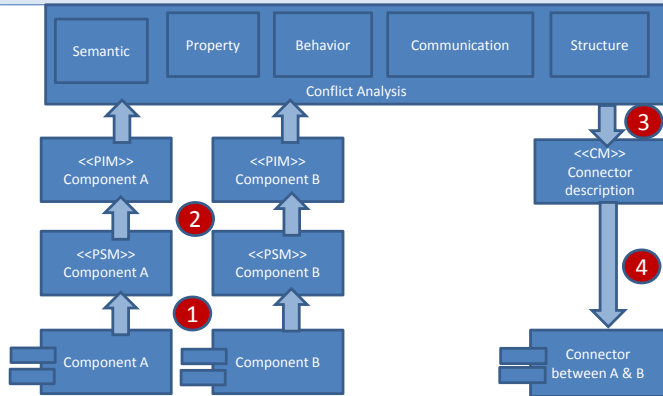 Semantic
Property
Behavior
Communication
Structure
Conflict Analysis
3
<<PIM>>
Component A
<<PIM>>
Component B
<<CM>>
Connector
description
2
<<PSM>>
Component A
<<PSM>>
Component B
4
1
Component A
Component B
Connector
between A & B